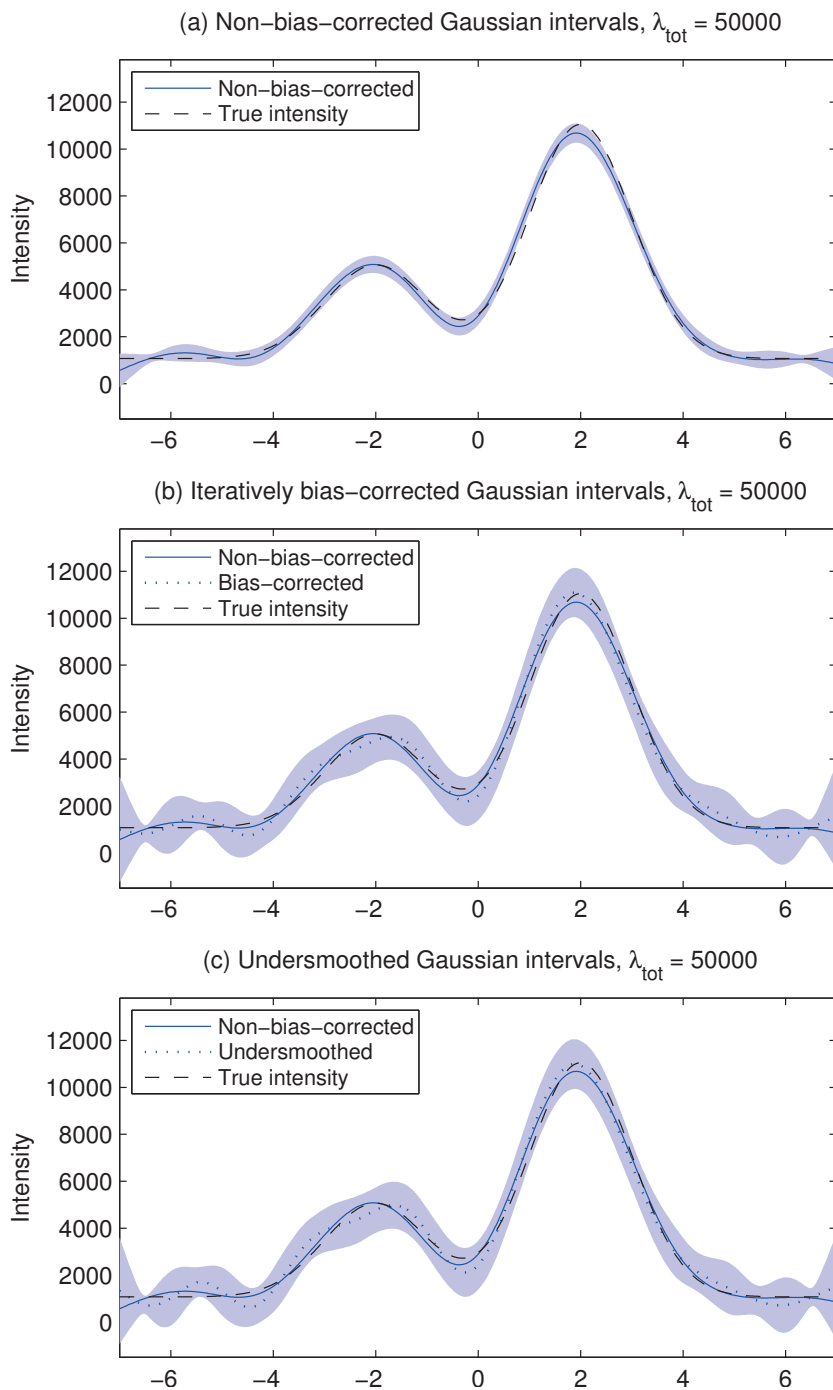 (a) Non−bias−corrected Gaussian intervals, λtot = 50000
Non−bias−corrected
True intensity
Intensity
12000
10000
8000
6000
4000
2000
0
−6 −4 −2 0 2 4 6
(b) Iteratively bias−corrected Gaussian intervals, λtot = 50000
Non−bias−corrected
Bias−corrected
True intensity
Intensity
12000
10000
8000
6000
4000
2000
0
−6 −4 −2 0 2 4 6
(c) Undersmoothed Gaussian intervals, λtot = 50000
Non−bias−corrected
Undersmoothed
True intensity
Intensity
12000
10000
8000
6000
4000
2000
0
−6 −4 −2 0 2 4 6